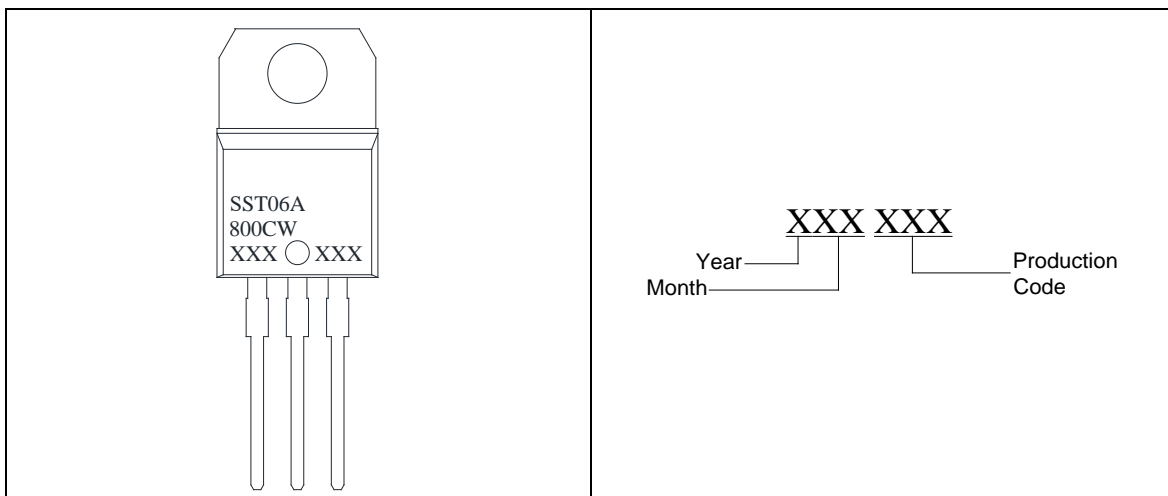 SST06A
800CW
XXX XXX
XXX XXX
Year
Month
Production
Code